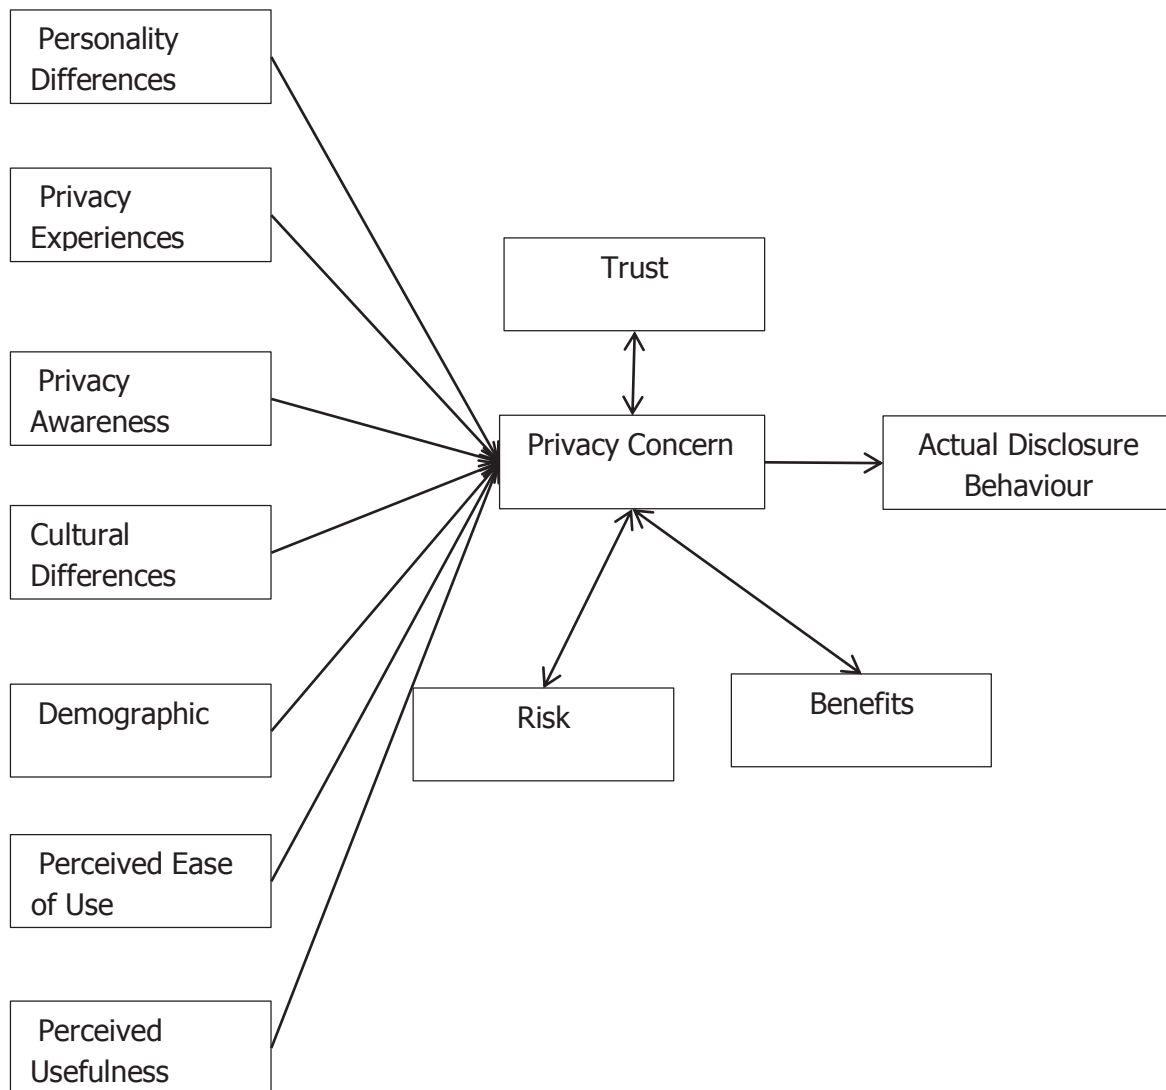 Personality
Differences
Privacy
Experiences
Trust
Privacy
Awareness
Privacy Concern
Actual Disclosure
Behaviour
Cultural
Differences
Demographic
Risk
Benefits
Perceived Ease
of Use
Perceived
Usefulness